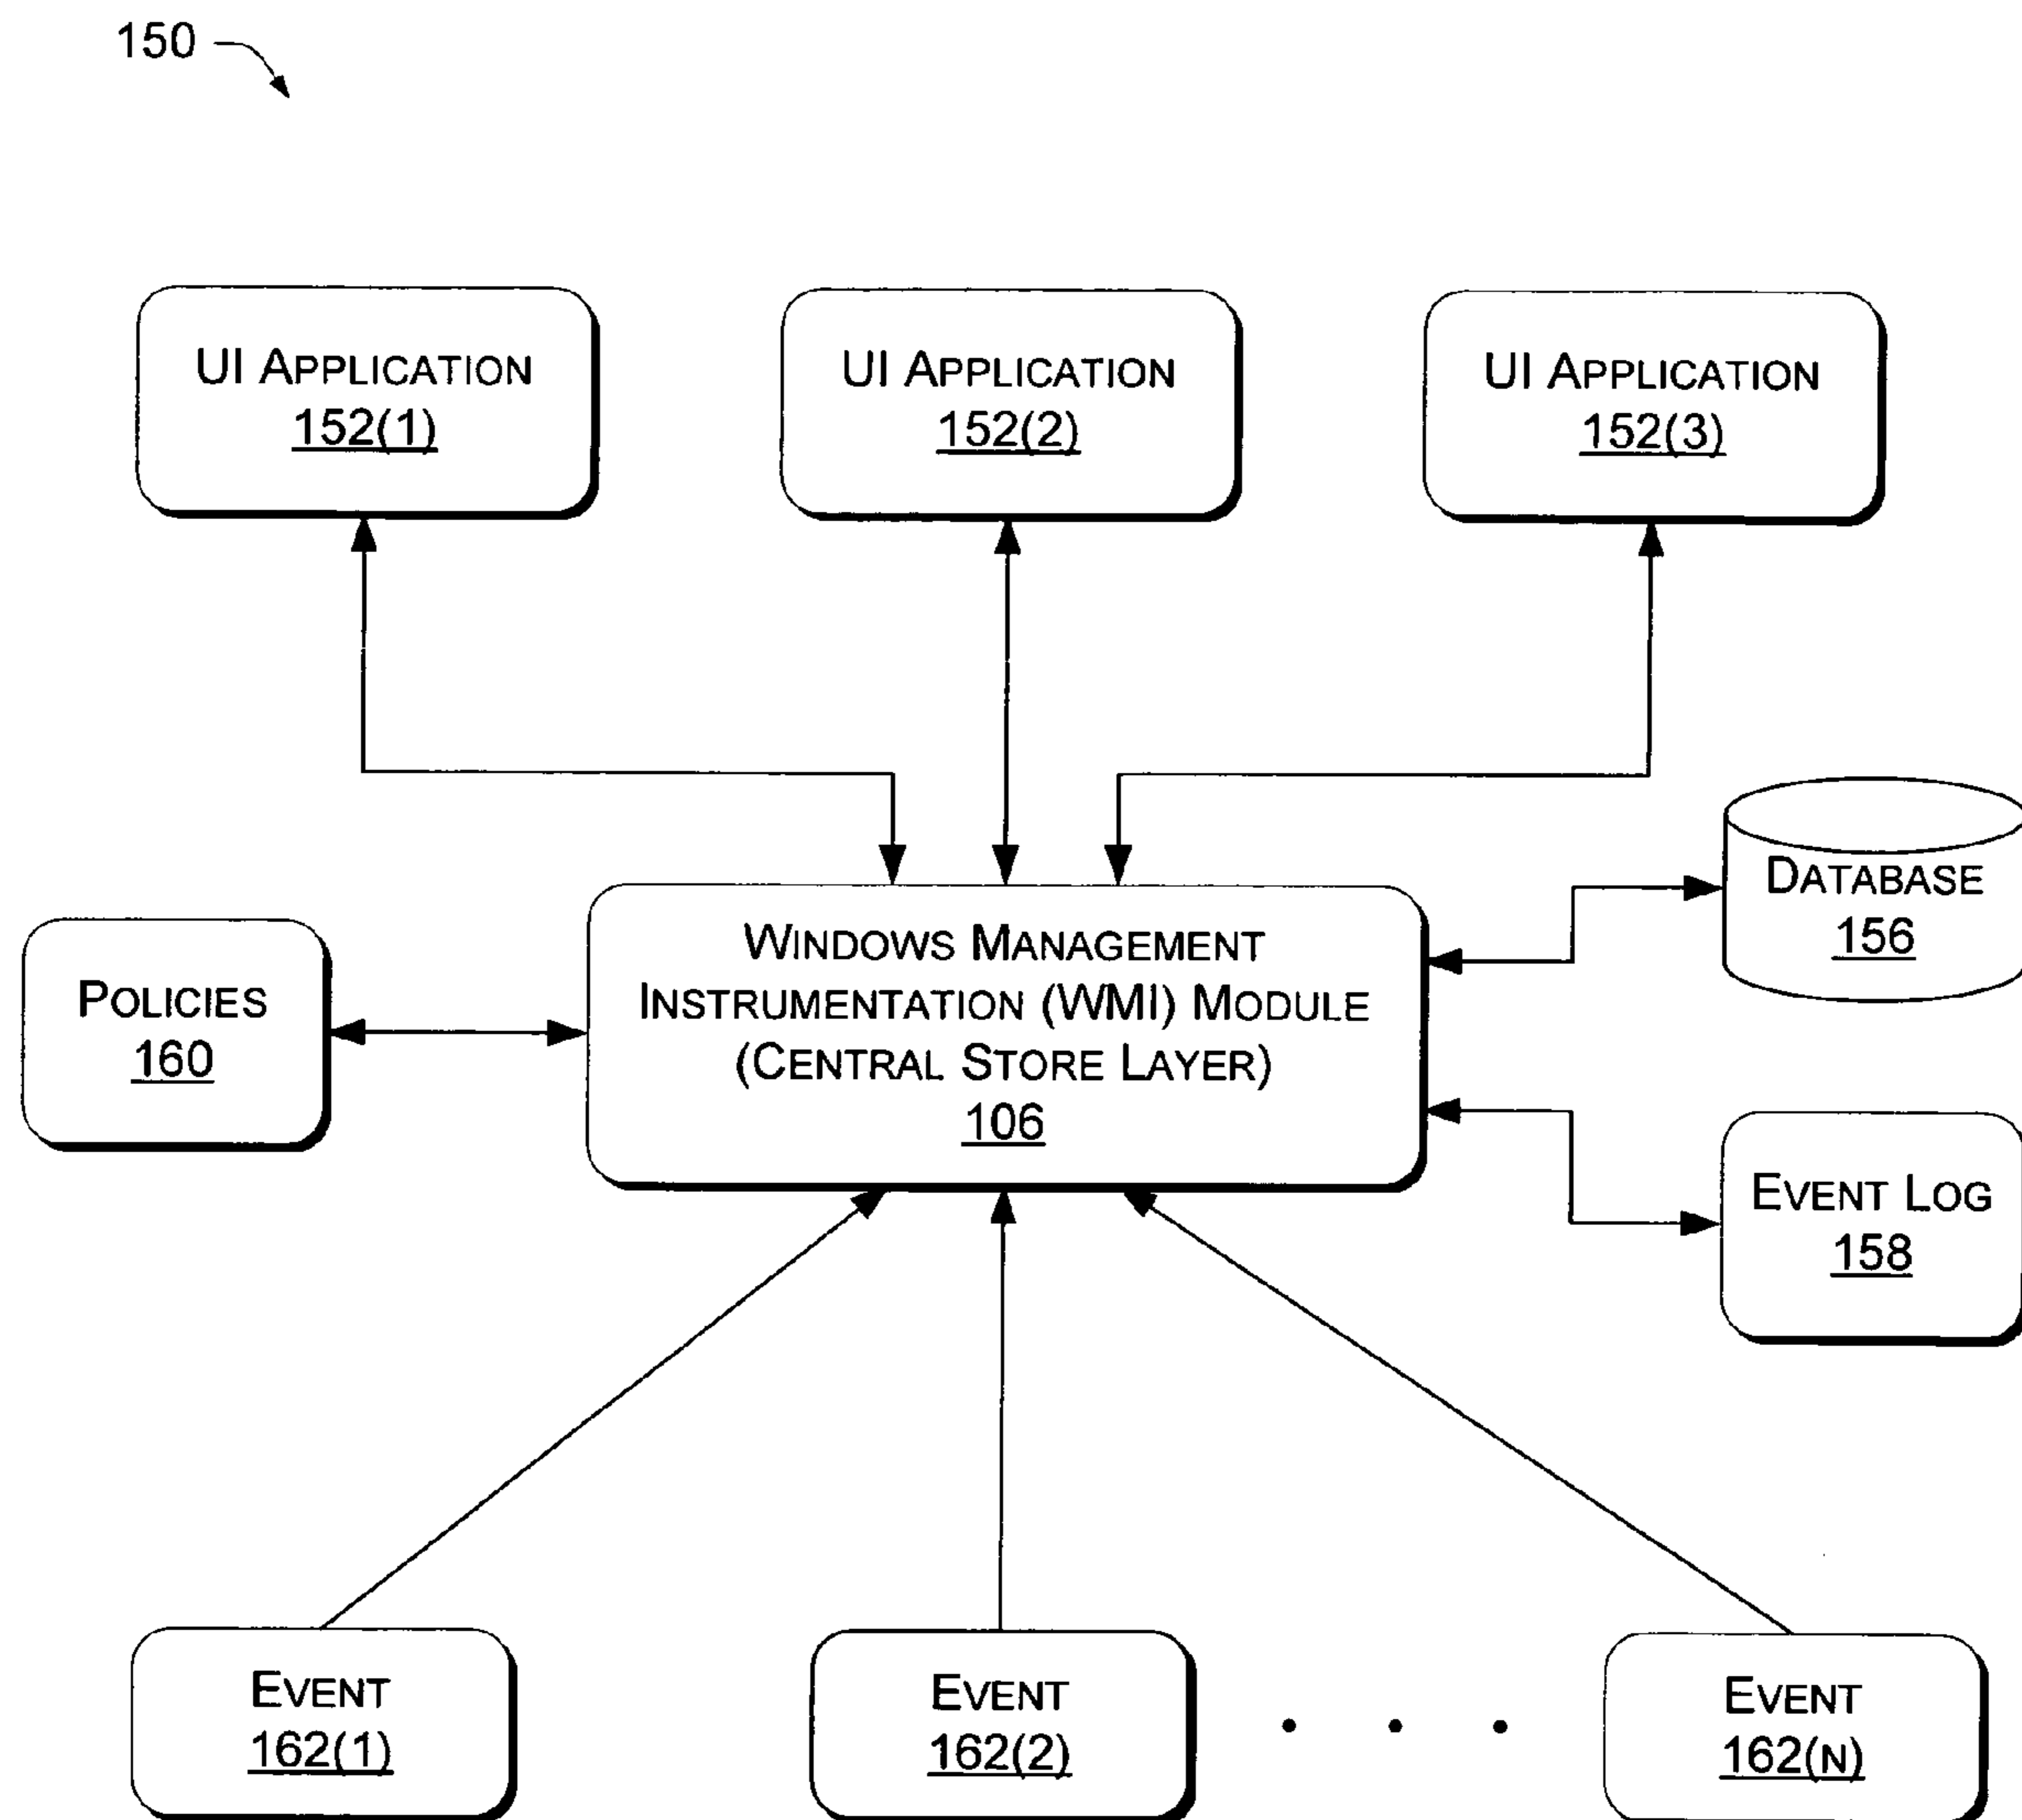 150
UI APPLICATION
152(1)
UI APPLICATION
152(2)
UI APPLICATION
152(3)
DATABASE
156
WINDOWS MANAGEMENT
INSTRUMENTATION (WMI) MODULE
(CENTRAL STORE LAYER)
106
POLICIES
160
EVENT LOG
158
EVENT
162(1)
EVENT
162(2)
. . .
EVENT
162(N)